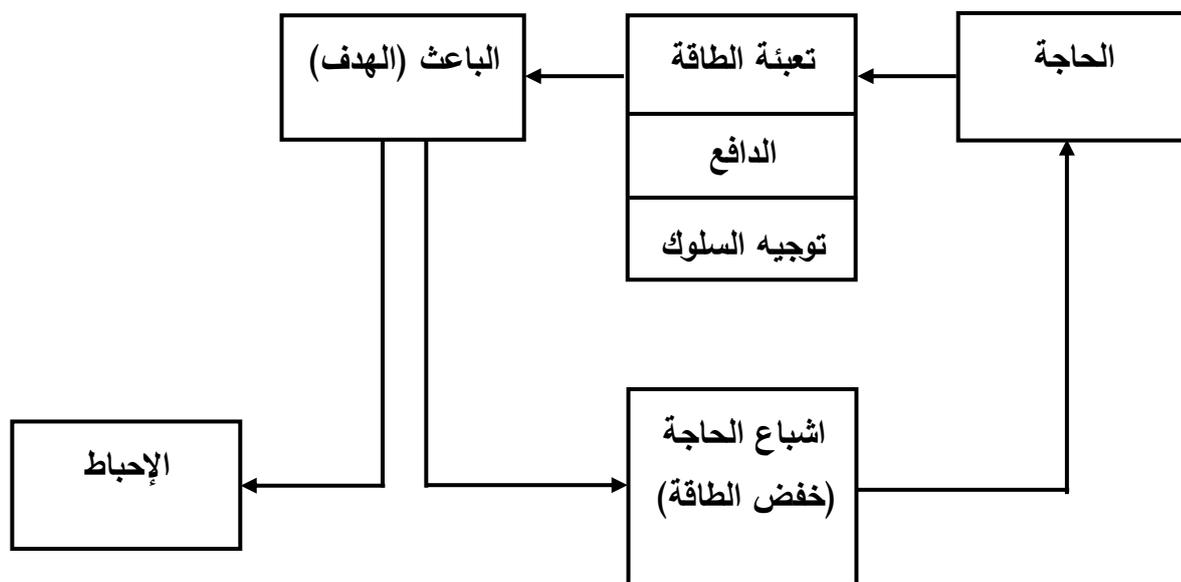 الحاجة
تعبئة الطاقة
الدافع
توجيه السلوك
الباعث (الهدف)
اشباع الحاجة
(خفض الطاقة)
الإحباط